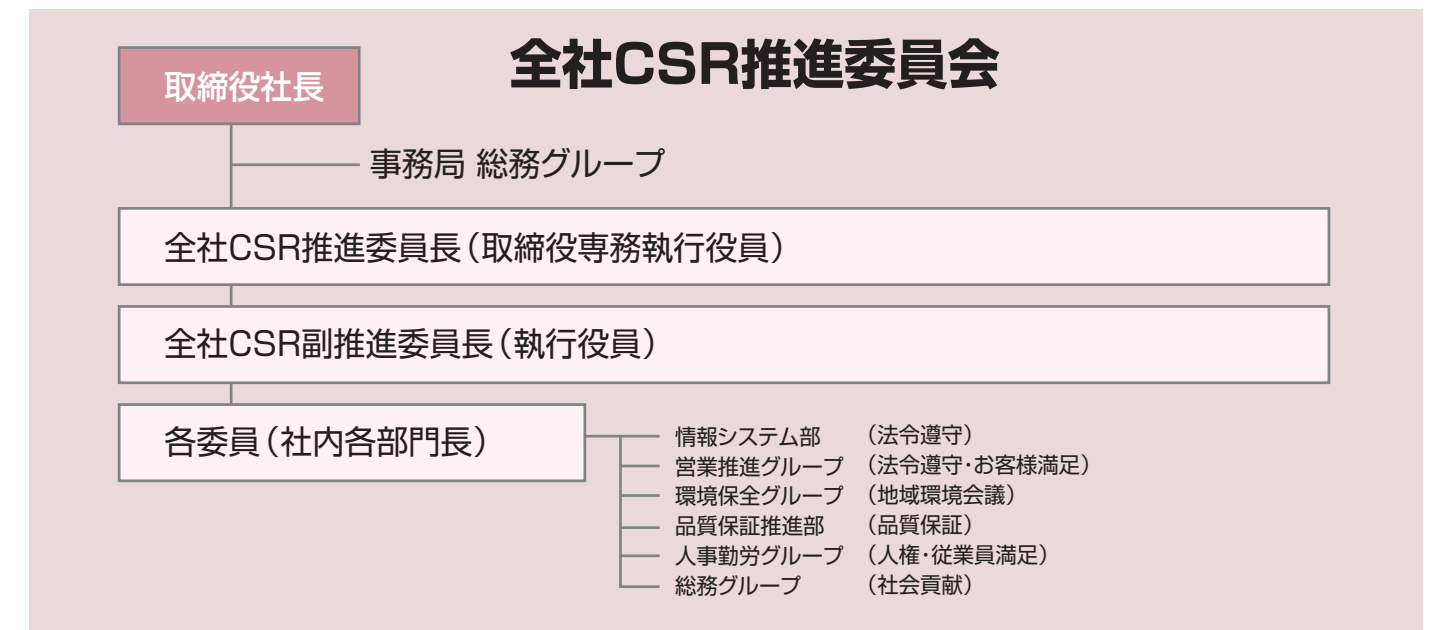 全社CSR推進委員会
取締役社長
事務局 総務グループ
全社CSR推進委員長(取締役専務執行役員)
全社CSR副推進委員長(執行役員)
各委員(社内各部門長)
情報システム部 (法令遵守)
営業推進グループ (法令遵守・お客様満足)
環境保全グループ (地域環境会議)
品質保証推進部 (品質保証)
人事勤労グループ (人権・従業員満足)
総務グループ (社会貢献)